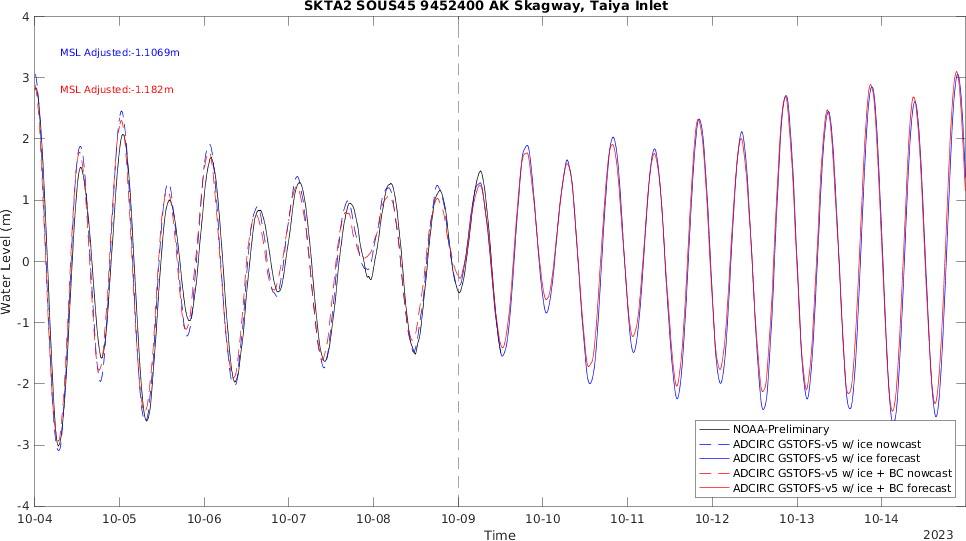 SKTA2 SOUS45 9452400 AK Skagway, Taiya Inlet
MSL Adjusted:-1.1069m
MSL Adjusted:-1.182m
4
3
2
1
0
-1
-2
-3
-4
Water Level (m)
NOAA-Preliminary
ADCIRC GSTOFS-v5 w/ ice nowcast
ADCIRC GSTOFS-v5 w/ ice forecast
ADCIRC GSTOFS-v5 w/ ice + BC nowcast
ADCIRC GSTOFS-v5 w/ ice + BC forecast
10-04 10-05 10-06 10-07 10-08 10-09 10-10 10-11 10-12 10-13 10-14
Time
2023